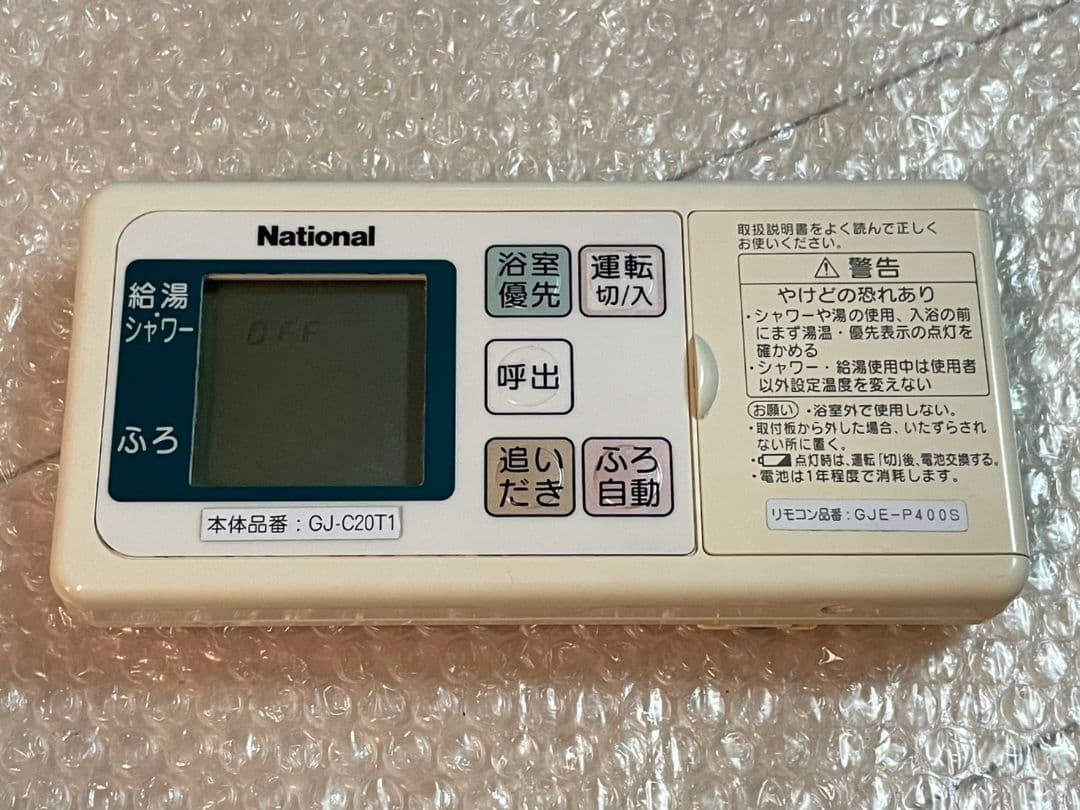 National
給湯
・
シャワー
OFF
ふろ
本体品番：GJ-C20T1
浴室
優先
運転
切/入
呼出
追い
だき
ふろ
自動
取扱説明書をよく読んで正しく
お使いください。
⚠ 警告
やけどの恐れあり
・シャワーや湯の使用、入浴の前
にまず湯温・優先表示の点灯を
確かめる
・シャワー・給湯使用中は使用者
以外設定温度を変えない
お願い ・浴室外で使用しない。
・取付板から外した場合、いたずらされ
ない所に置く。
・点灯時は、運転「切」後、電池交換する。
・電池は1年程度で消耗します。
リモコン品番：GJE-P400S